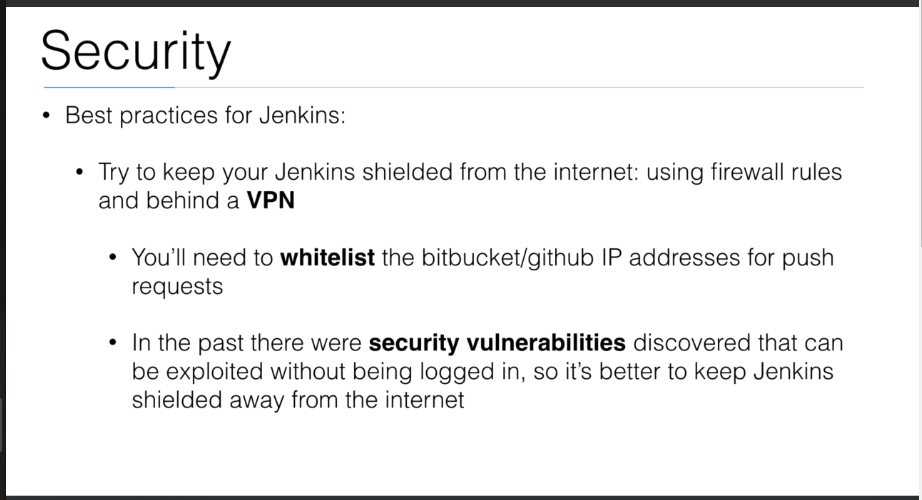 Security
• Best practices for Jenkins:
• Try to keep your Jenkins shielded from the internet: using firewall rules
and behind a VPN
• You'll need to whitelist the bitbucket/github IP addresses for push
requests
• In the past there were security vulnerabilities discovered that can
be exploited without being logged in, so it's better to keep Jenkins
shielded away from the internet